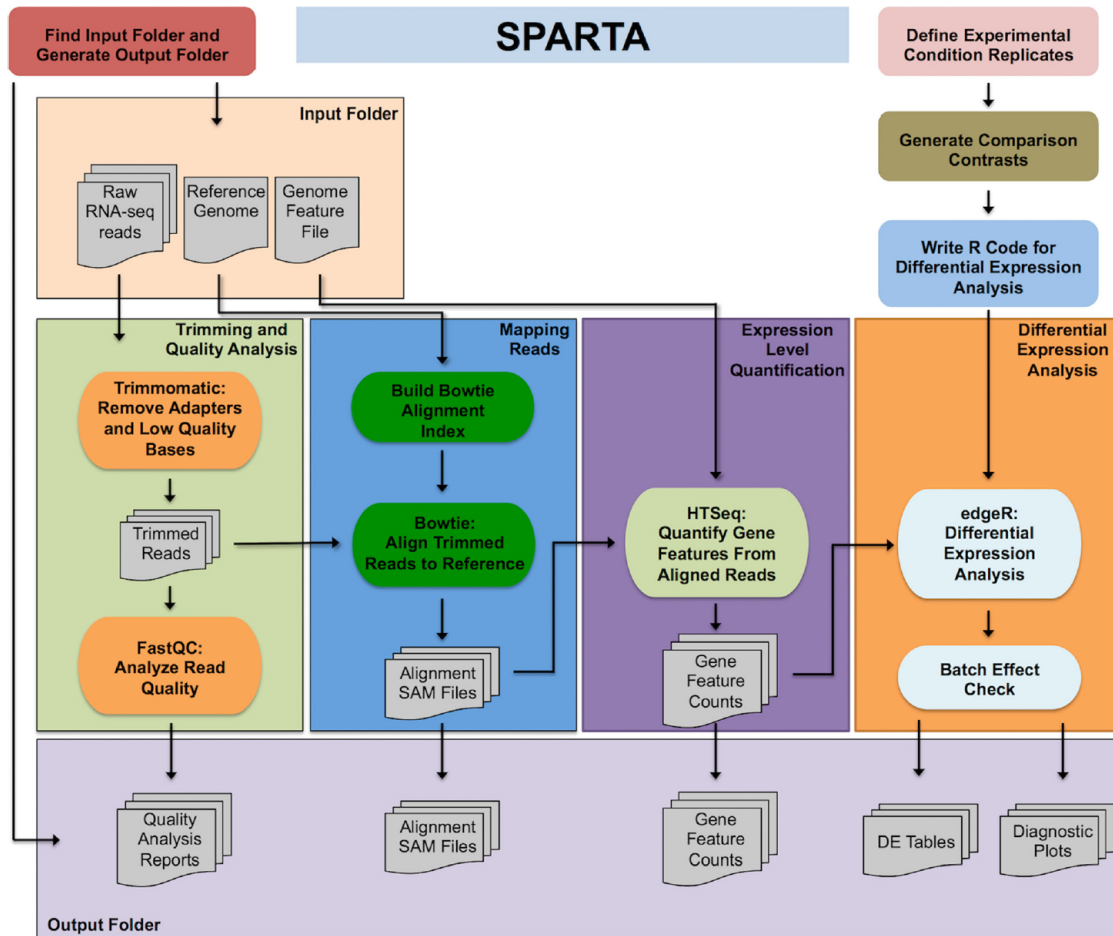 Find Input Folder and
Generate Output Folder
SPARTA
Define Experimental
Condition Replicates
Input Folder
Generate Comparison
Contrasts
Raw
RNA-seq
reads
Reference
Genome
Genome
Feature
File
Write R Code for
Differential Expression
Analysis
Trimming and
Quality Analysis
Mapping
Reads
Expression
Level
Quantification
Differential
Expression
Analysis
Trimmomatic:
Remove Adapters
and Low Quality
Bases
Build Bowtie
Alignment
Index
Trimmed
Reads
Bowtie:
Align Trimmed
Reads to Reference
HTSeq:
Quantify Gene
Features From
Aligned Reads
edgeR:
Differential
Expression
Analysis
FastQC:
Analyze Read
Quality
Alignment
SAM Files
Gene
Feature
Counts
Batch Effect
Check
Quality
Analysis
Reports
Alignment
SAM Files
Gene
Feature
Counts
DE Tables
Diagnostic
Plots
Output Folder